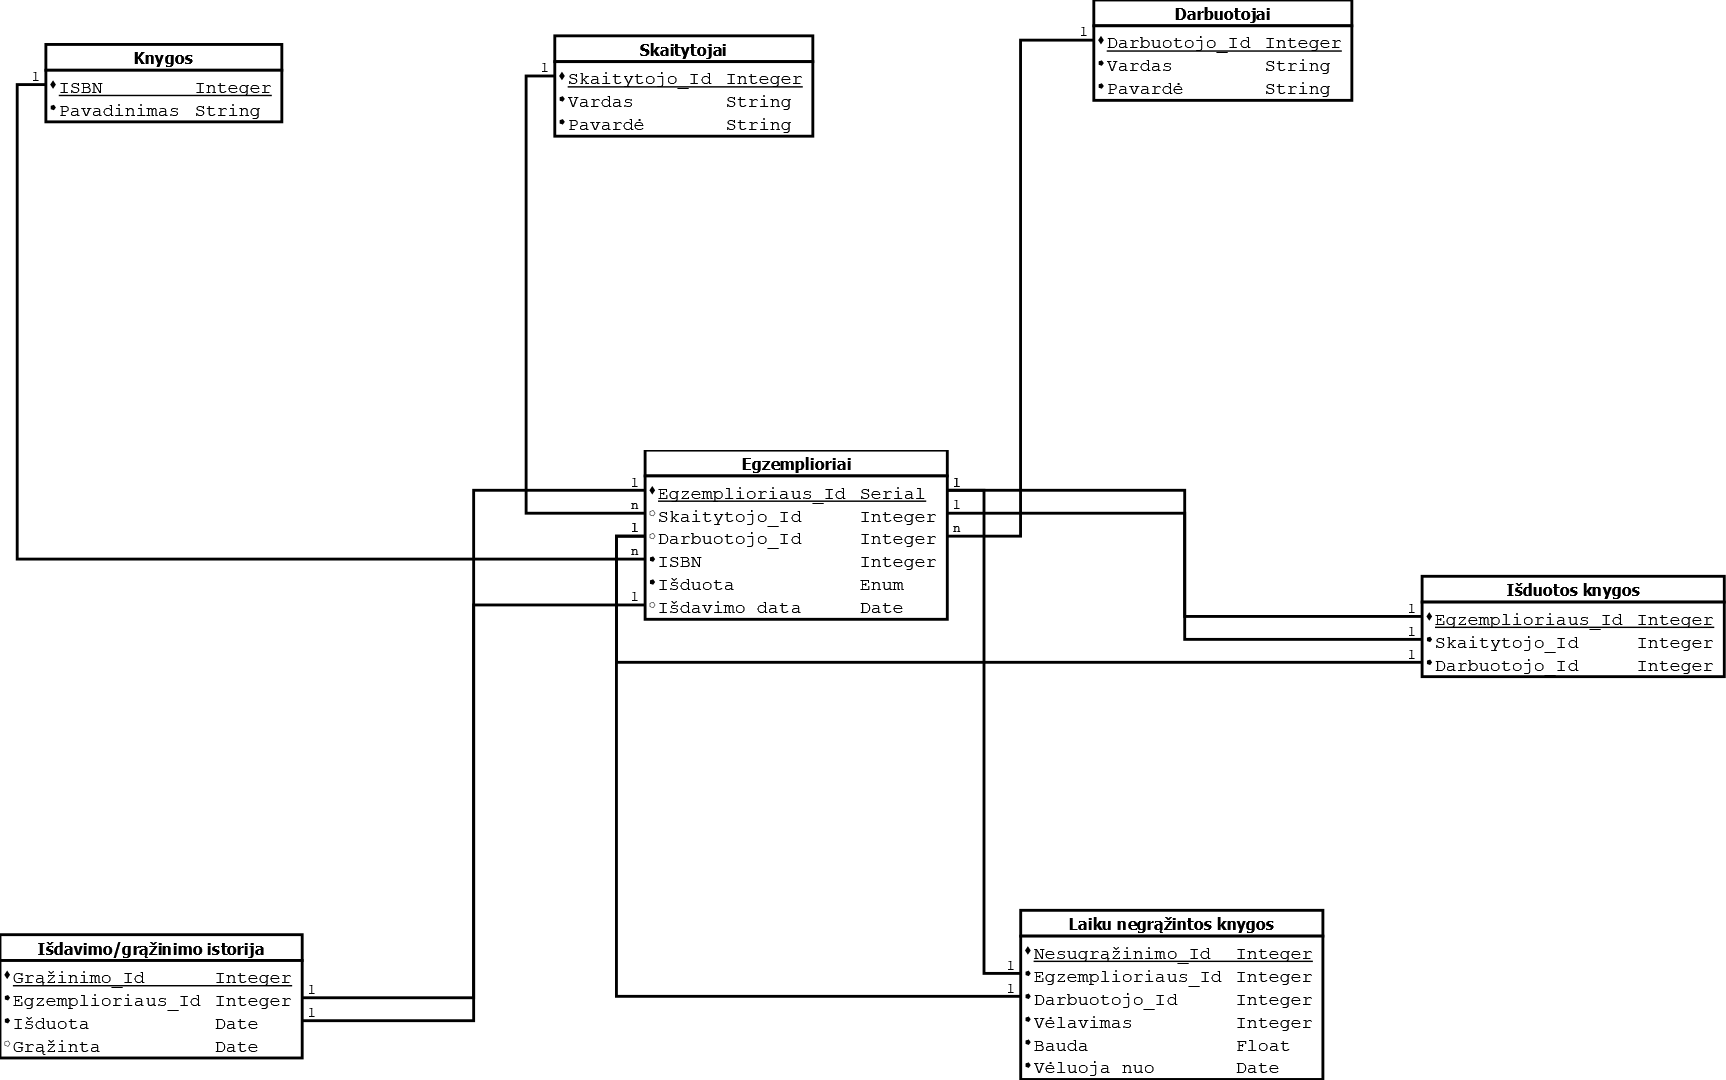 Darbuotojai
1
Darbuotojo_Id Integer
Vardas String
Pavardė String
Skaitytojai
1
Skaitytojo_Id Integer
Vardas String
Pavardė String
Knygos
1
ISBN Integer
Pavadinimas String
Egzemplioriai
1 Egzemplioriaus_Id Serial 1
n Skaitytojo_Id Integer 1
1 Darbuotojo_Id Integer n
n ISBN Integer
Išduota Enum
1 Išdavimo data Date
Išduotos knygos
1 Egzemplioriaus_Id Integer
1 Skaitytojo_Id Integer
1 Darbuotojo_Id Integer
Išdavimo/grąžinimo istorija
Grąžinimo_Id Integer
Egzemplioriaus_Id Integer 1
Išduota Date 1
Grąžinta Date
Laiku negrąžintos knygos
Nesugrąžinimo_Id Integer
1 Egzemplioriaus_Id Integer
1 Darbuotojo_Id Integer
Vėlavimas Integer
Bauda Float
Vėluoja nuo Date